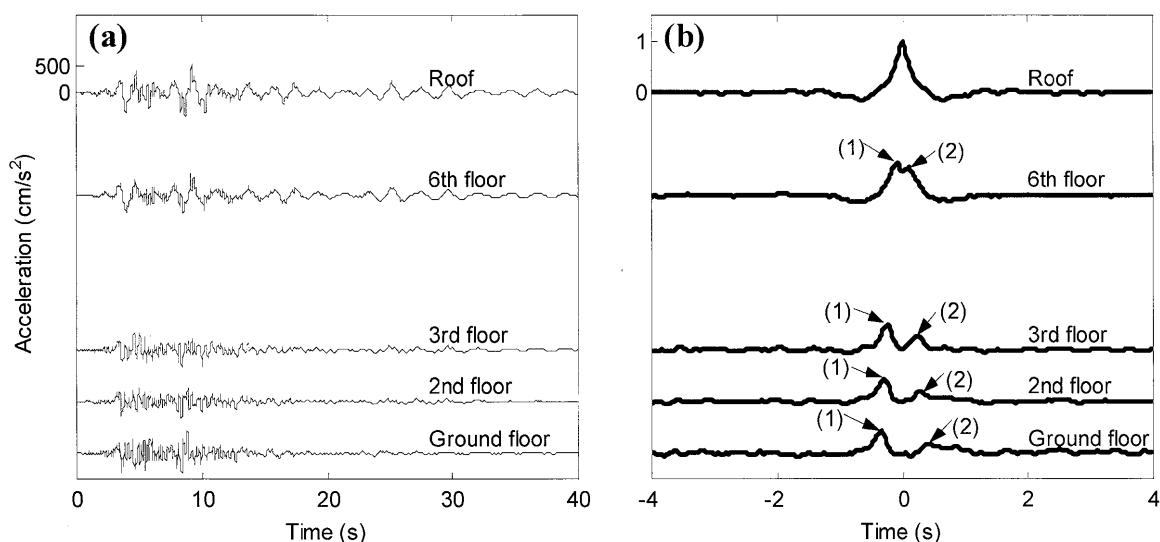 (a)
500
0
Roof
6th floor
3rd floor
2nd floor
Ground floor
Acceleration (cm/s²)
0 10 20 30 40
Time (s)
(b)
1
0
Roof
(1) (2)
6th floor
(1) (2)
3rd floor
(1) (2)
2nd floor
(1) (2)
Ground floor
-4 -2 0 2 4
Time (s)